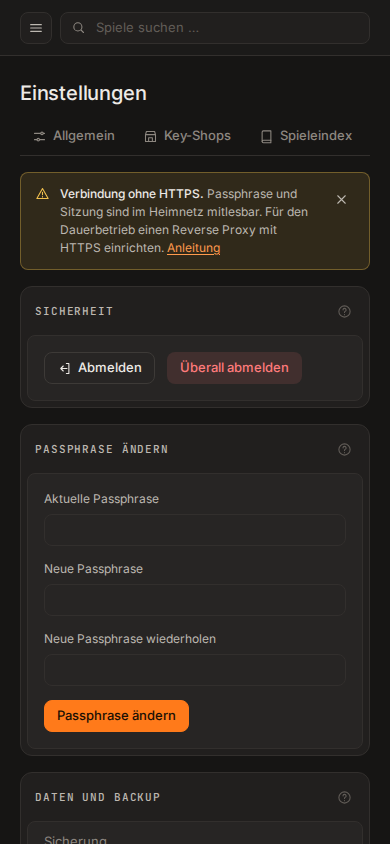 Spiele suchen ...
Einstellungen
Allgemein Key-Shops Spieleindex
Verbindung ohne HTTPS. Passphrase und
Sitzung sind im Heimnetz mitlesbar. Für den
Dauerbetrieb einen Reverse Proxy mit
HTTPS einrichten. Anleitung
SICHERHEIT
Abmelden Überall abmelden
PASSPHRASE ÄNDERN
Aktuelle Passphrase
Neue Passphrase
Neue Passphrase wiederholen
Passphrase ändern
DATEN UND BACKUP
Sicherung